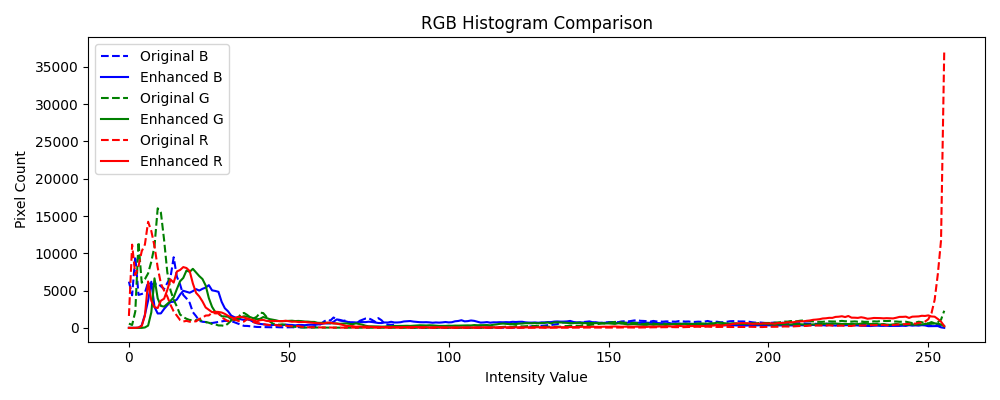 RGB Histogram Comparison
Original B
Enhanced B
Original G
Enhanced G
Original R
Enhanced R
Pixel Count
35000
30000
25000
20000
15000
10000
5000
0
0 50 100 150 200 250
Intensity Value